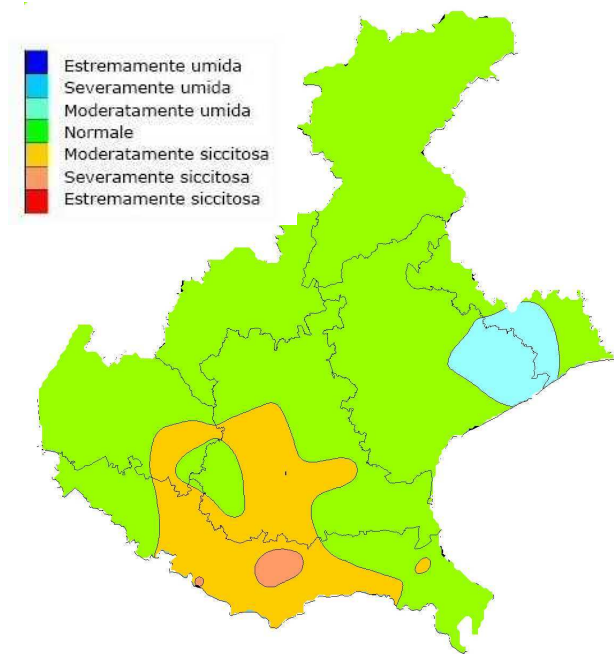 Estremamente umida
Severamente umida
Moderatamente umida
Normale
Moderatamente siccitosa
Severamente siccitosa
Estremamente siccitosa